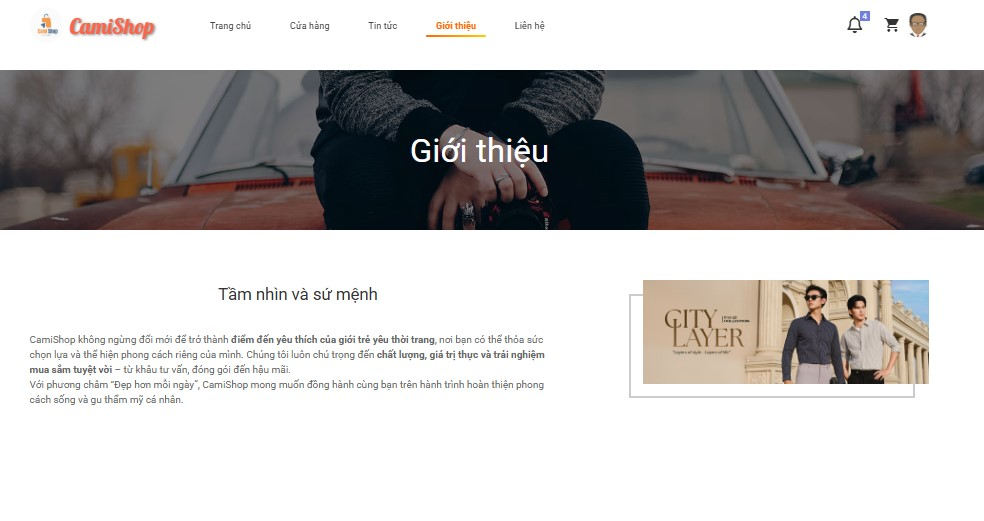 CamiShop
Trang chủ
Cửa hàng
Tin tức
Giới thiệu
Liên hệ
4
Giới thiệu
Tầm nhìn và sứ mệnh
CamiShop không ngừng đổi mới để trở thành điểm đến yêu thích của giới trẻ yêu thời trang, nơi bạn có thể thỏa sức
chọn lựa và thể hiện phong cách riêng của mình. Chúng tôi luôn chú trọng đến chất lượng, giá trị thực và trải nghiệm
mua sắm tuyệt vời – từ khâu tư vấn, đóng gói đến hậu mãi.
Với phương châm “Đẹp hơn mỗi ngày”, CamiShop mong muốn đồng hành cùng bạn trên hành trình hoàn thiện phong
cách sống và gu thẩm mỹ cá nhân.
CITY
LAYER
"Layers of style - Layers of life"